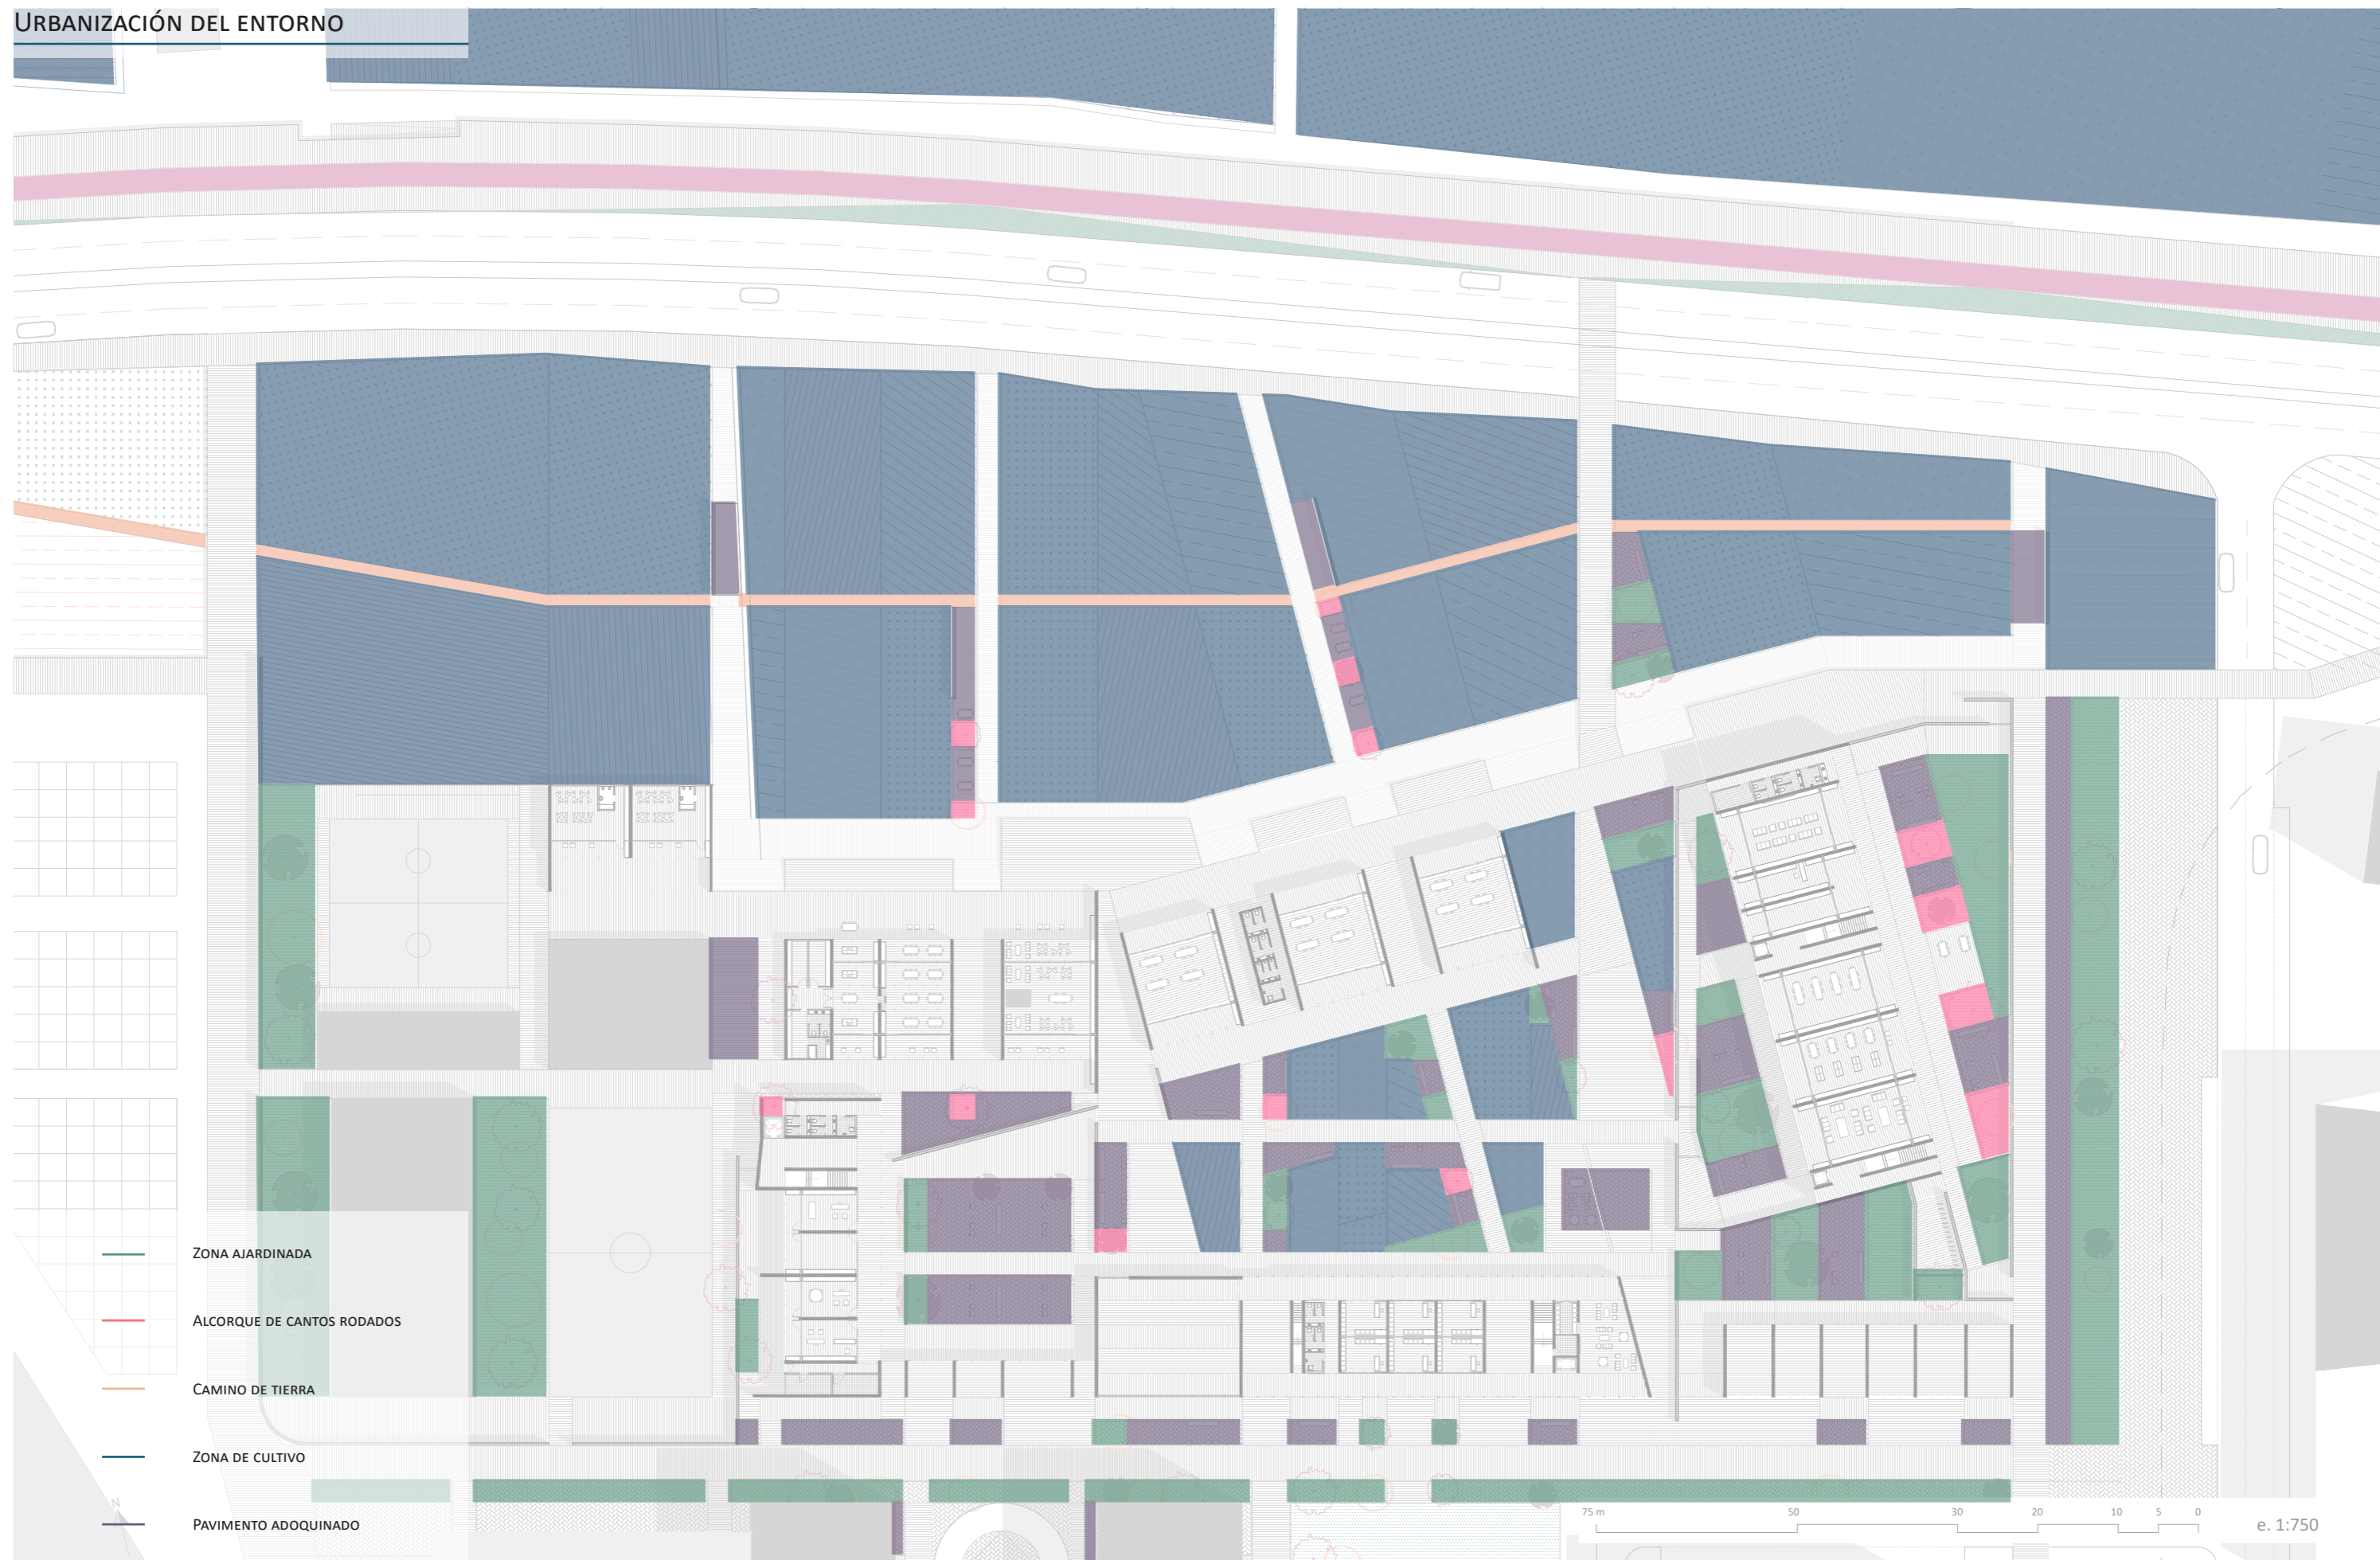 URBANIZACIÓN DEL ENTORNO
ZONA AJARDINADA
ALCORQUE DE CANTOS RODADOS
CAMINO DE TIERRA
ZONA DE CULTIVO
N
PAVIMENTO ADOQUINADO
75 m 50 30 20 10 5 0
e. 1:750